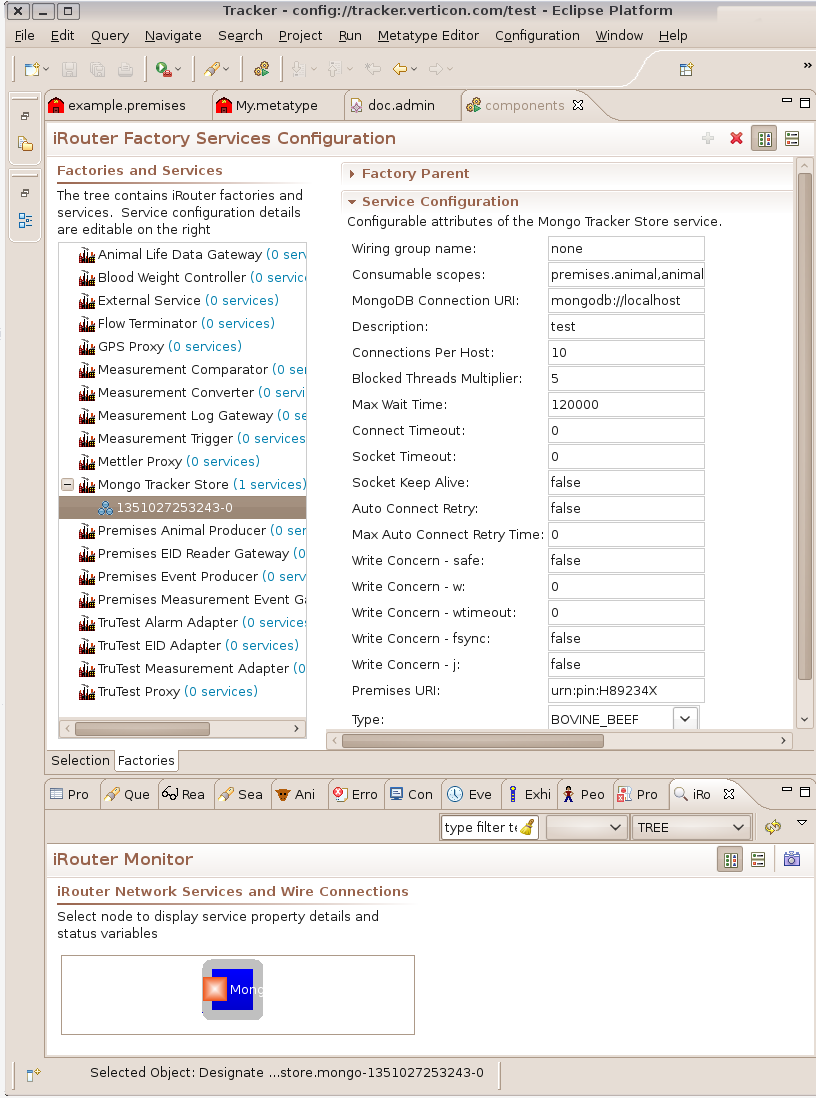 Tracker - config://tracker.verticon.com/test - Eclipse Platform
File Edit Query Navigate Search Project Run Metatype Editor Configuration Window Help
example.premises My.metatype doc.admin components
iRouter Factory Services Configuration
Factories and Services
The tree contains iRouter factories and
services. Service configuration details
are editable on the right
Animal Life Data Gateway (0 serv
Blood Weight Controller (0 servic
External Service (0 services)
Flow Terminator (0 services)
GPS Proxy (0 services)
Measurement Comparator (0 se
Measurement Converter (0 servi
Measurement Log Gateway (0 se
Measurement Trigger (0 services
Mettler Proxy (0 services)
Mongo Tracker Store (1 services)
1351027253243-0
Premises Animal Producer (0 ser
Premises EID Reader Gateway (0
Premises Event Producer (0 serv
Premises Measurement Event Ga
TruTest Alarm Adapter (0 services
TruTest EID Adapter (0 services)
TruTest Measurement Adapter (0
TruTest Proxy (0 services)
Selection Factories
Factory Parent
Service Configuration
Configurable attributes of the Mongo Tracker Store service.
Wiring group name: none
Consumable scopes: premises.animal,animal
MongoDB Connection URI: mongodb://localhost
Description: test
Connections Per Host: 10
Blocked Threads Multiplier: 5
Max Wait Time: 120000
Connect Timeout: 0
Socket Timeout: 0
Socket Keep Alive: false
Auto Connect Retry: false
Max Auto Connect Retry Time: 0
Write Concern - safe: false
Write Concern - w: 0
Write Concern - wtimeout: 0
Write Concern - fsync: false
Write Concern - j: false
Premises URI: urn:pin:H89234X
Type: BOVINE_BEEF
Pro Que Rea Sea Ani Erro Con Eve Exhi Peo Pro iRo
type filter te TREE
iRouter Monitor
iRouter Network Services and Wire Connections
Select node to display service property details and
status variables
Mong
Selected Object: Designate ...store.mongo-1351027253243-0